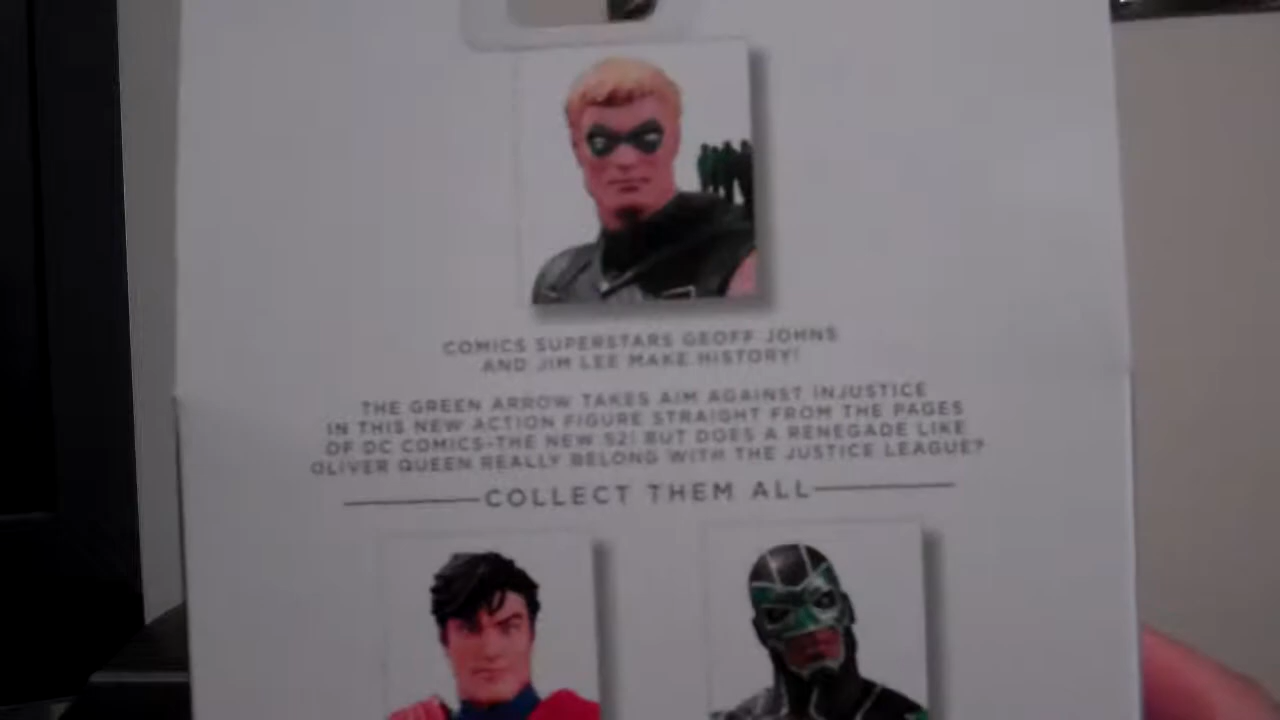 COMICS SUPERSTARS GEOFF JOHNS
AND JIM LEE MAKE HISTORY!
THE GREEN ARROW TAKES AIM AGAINST INJUSTICE
IN THIS NEW ACTION FIGURE STRAIGHT FROM THE PAGES
OF DC COMICS-THE NEW 52! BUT DOES A RENEGADE LIKE
OLIVER QUEEN REALLY BELONG WITH THE JUSTICE LEAGUE?
COLLECT THEM ALL